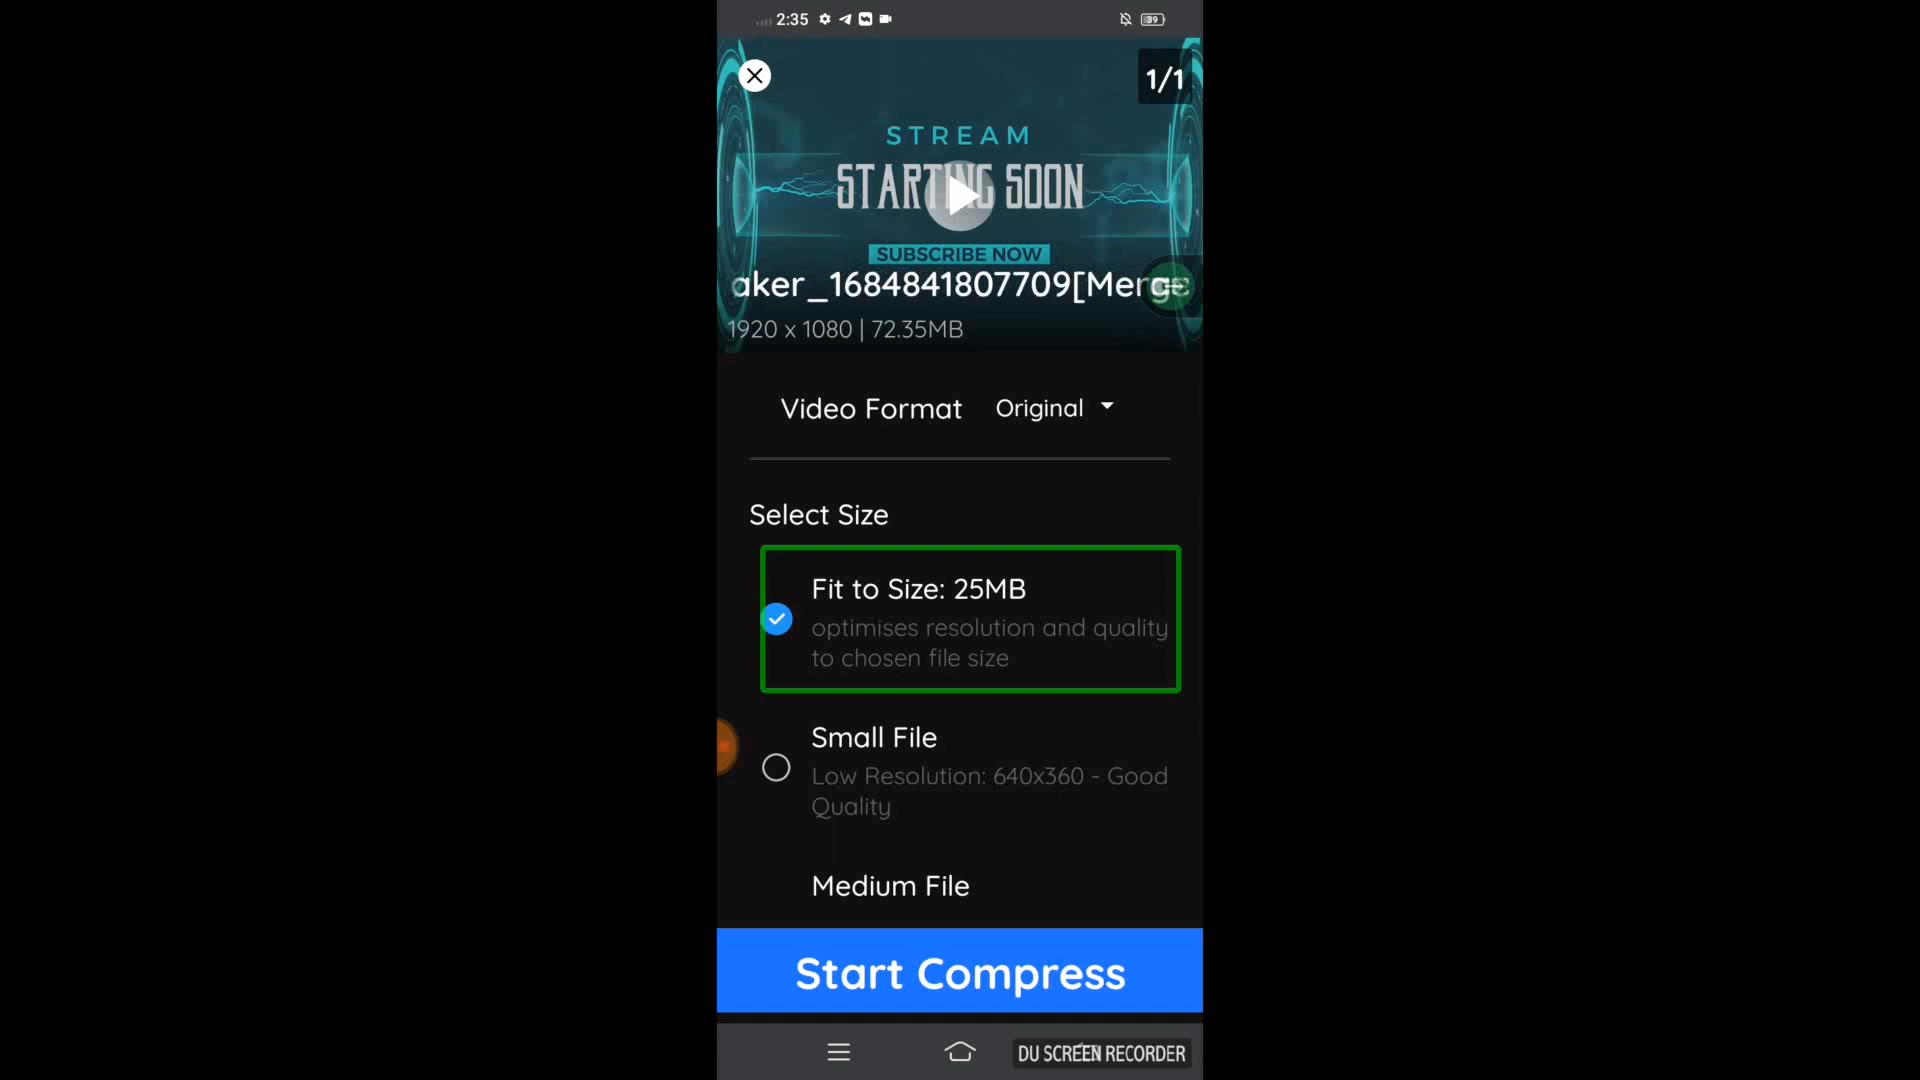 2:35
39
1/1
STREAM
STARTING SOON
SUBSCRIBE NOW
aker_1684841807709[Merge
1920 x 1080 | 72.35MB
Video Format Original
Select Size
Fit to Size: 25MB
optimises resolution and quality
to chosen file size
Small File
Low Resolution: 640x360 - Good
Quality
Medium File
Start Compress
DU SCREEN RECORDER